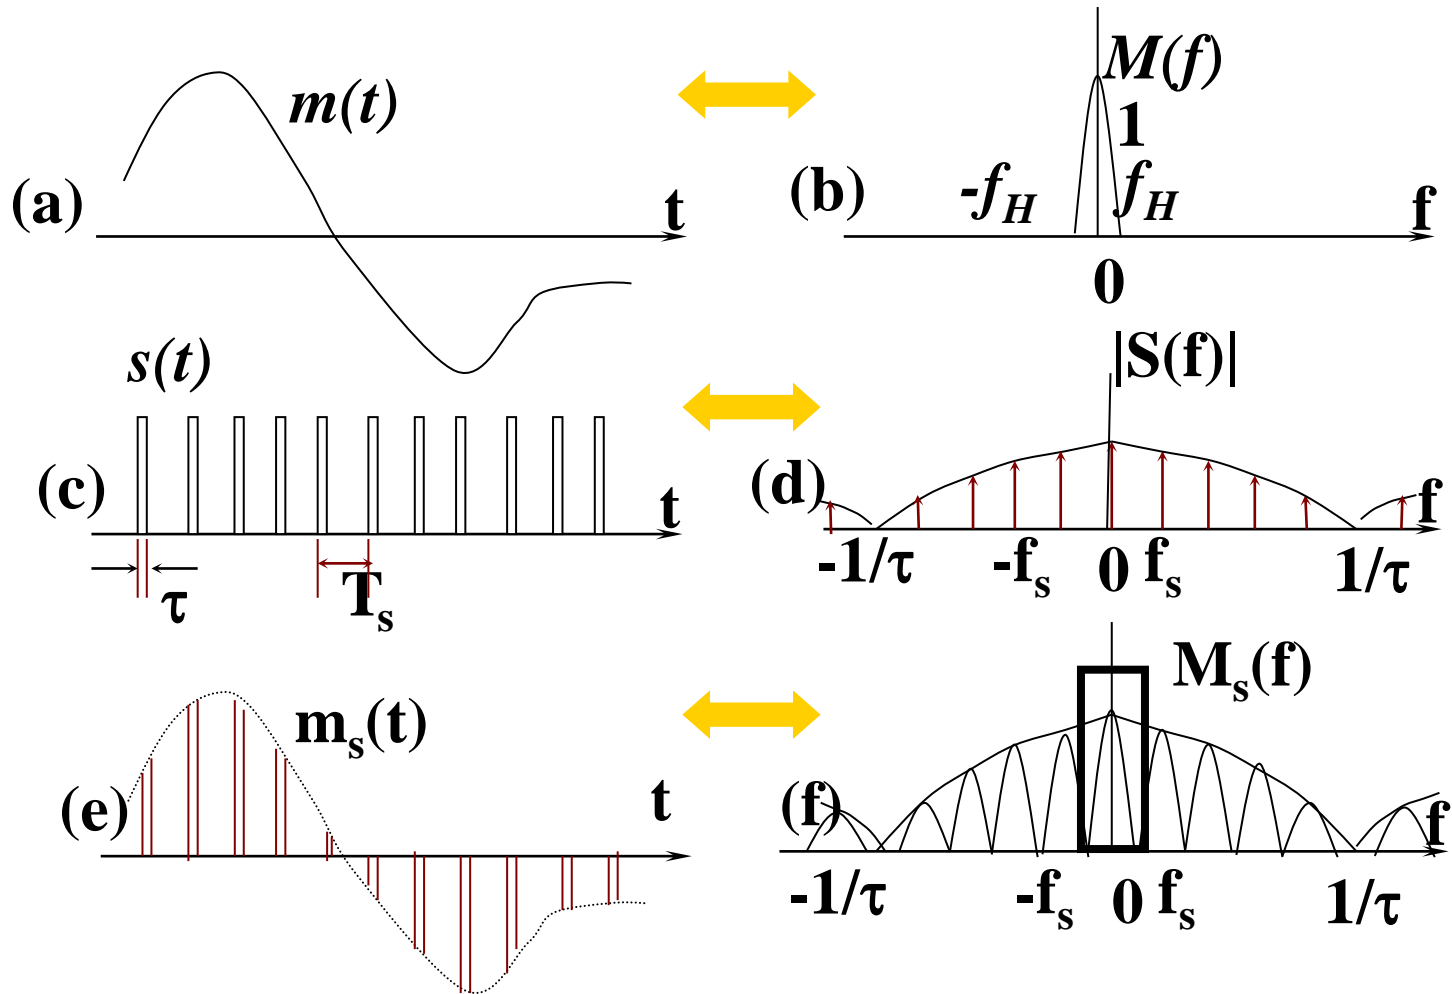 m(t)
M(f)
1
(a)
t
(b)
-f_H
f_H
f
0
s(t)
|S(f)|
(c)
t
(d)
f
τ
T_s
-1/τ
-f_s
0
f_s
1/τ
m_s(t)
M_s(f)
(e)
t
(f)
f
-1/τ
-f_s
0
f_s
1/τ